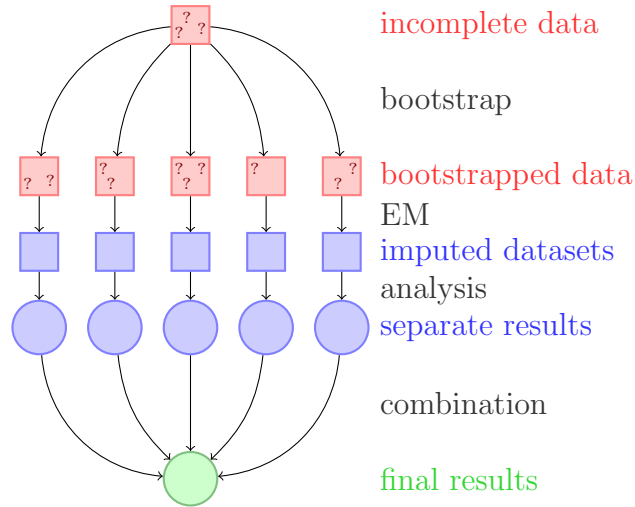 ? ? ? incomplete data
bootstrap
? ? ? ? ? ? ? ? ? ? ? bootstrapped data
EM
imputed datasets
analysis
separate results
combination
final results